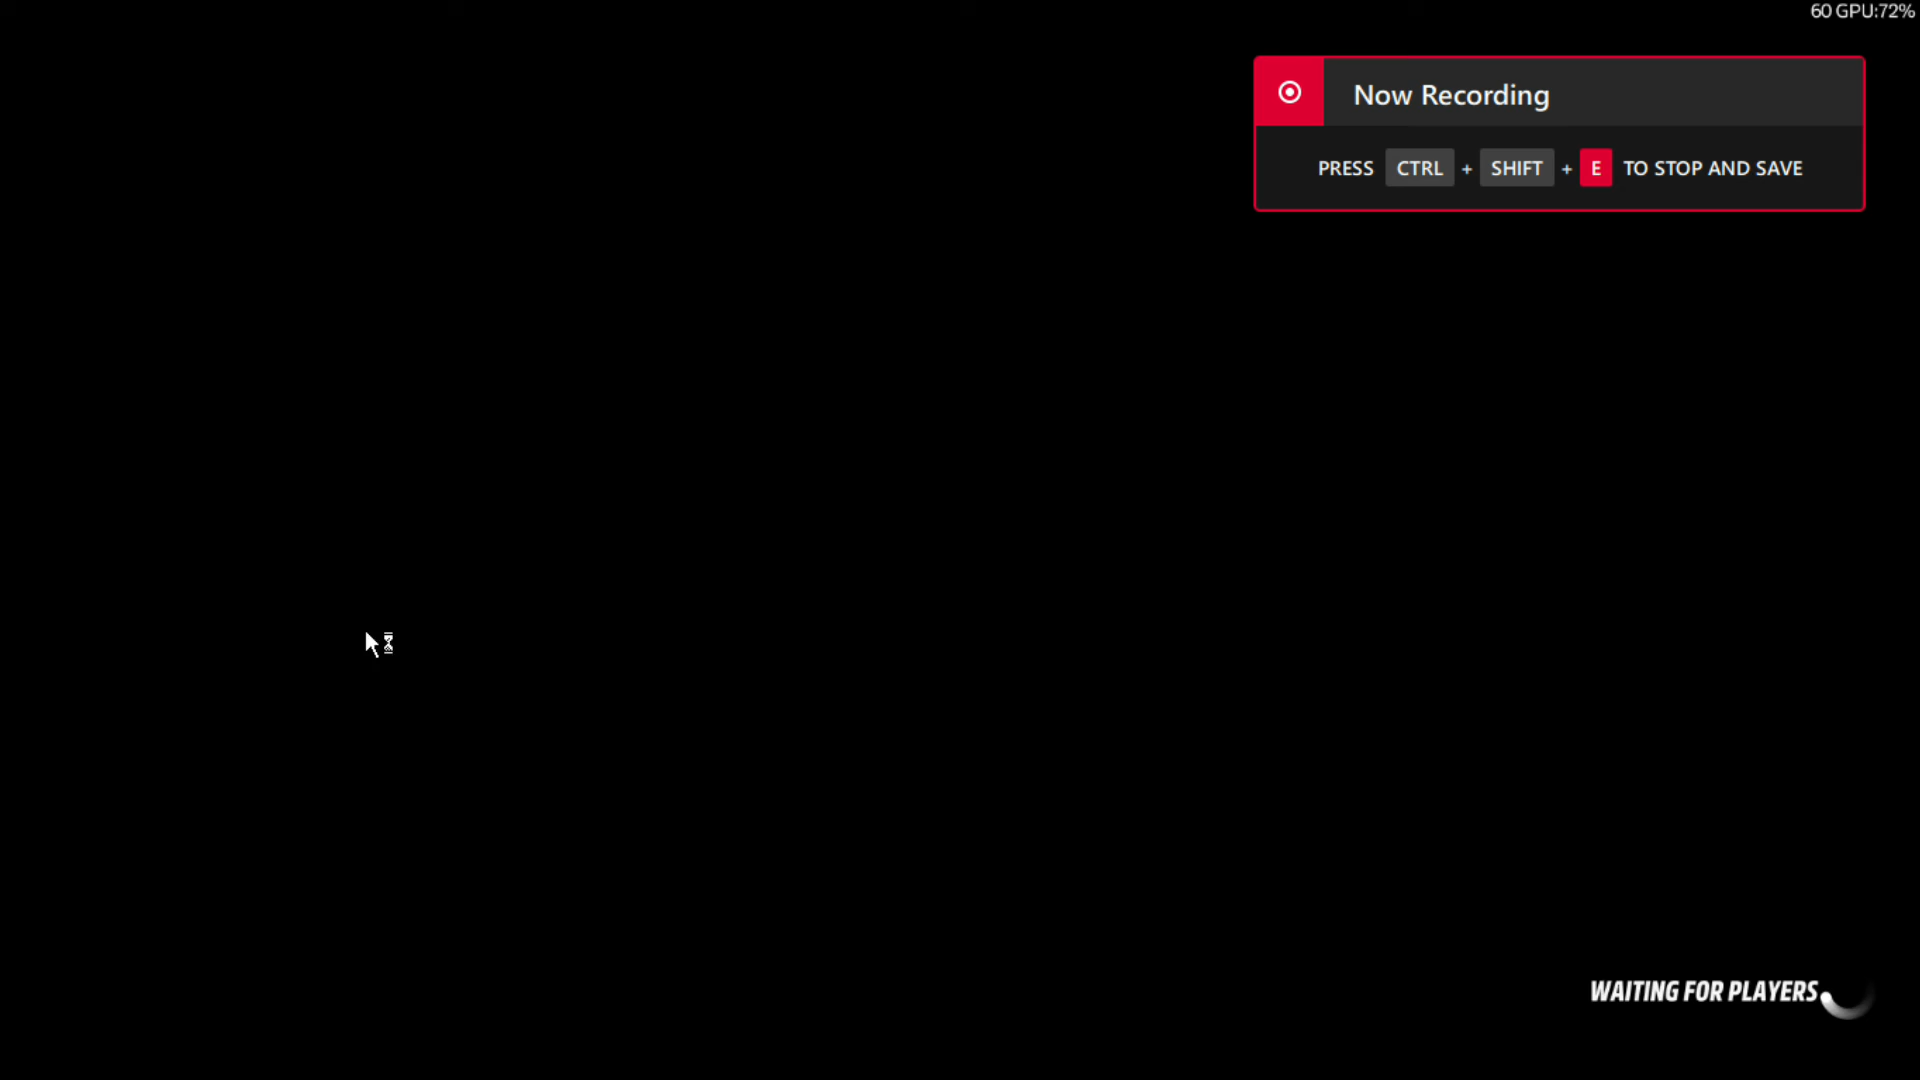 60 GPU:72%
Now Recording
PRESS CTRL + SHIFT + E TO STOP AND SAVE
WAITING FOR PLAYERS